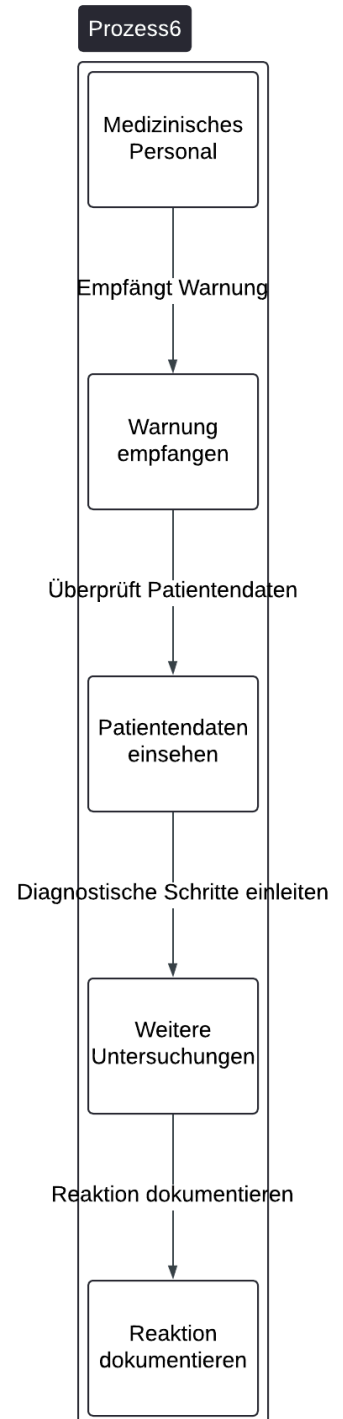 Prozess6
Medizinisches
Personal
Empfängt Warnung
Warnung
empfangen
Überprüft Patientendaten
Patientendaten
einsehen
Diagnostische Schritte einleiten
Weitere
Untersuchungen
Reaktion dokumentieren
Reaktion
dokumentieren